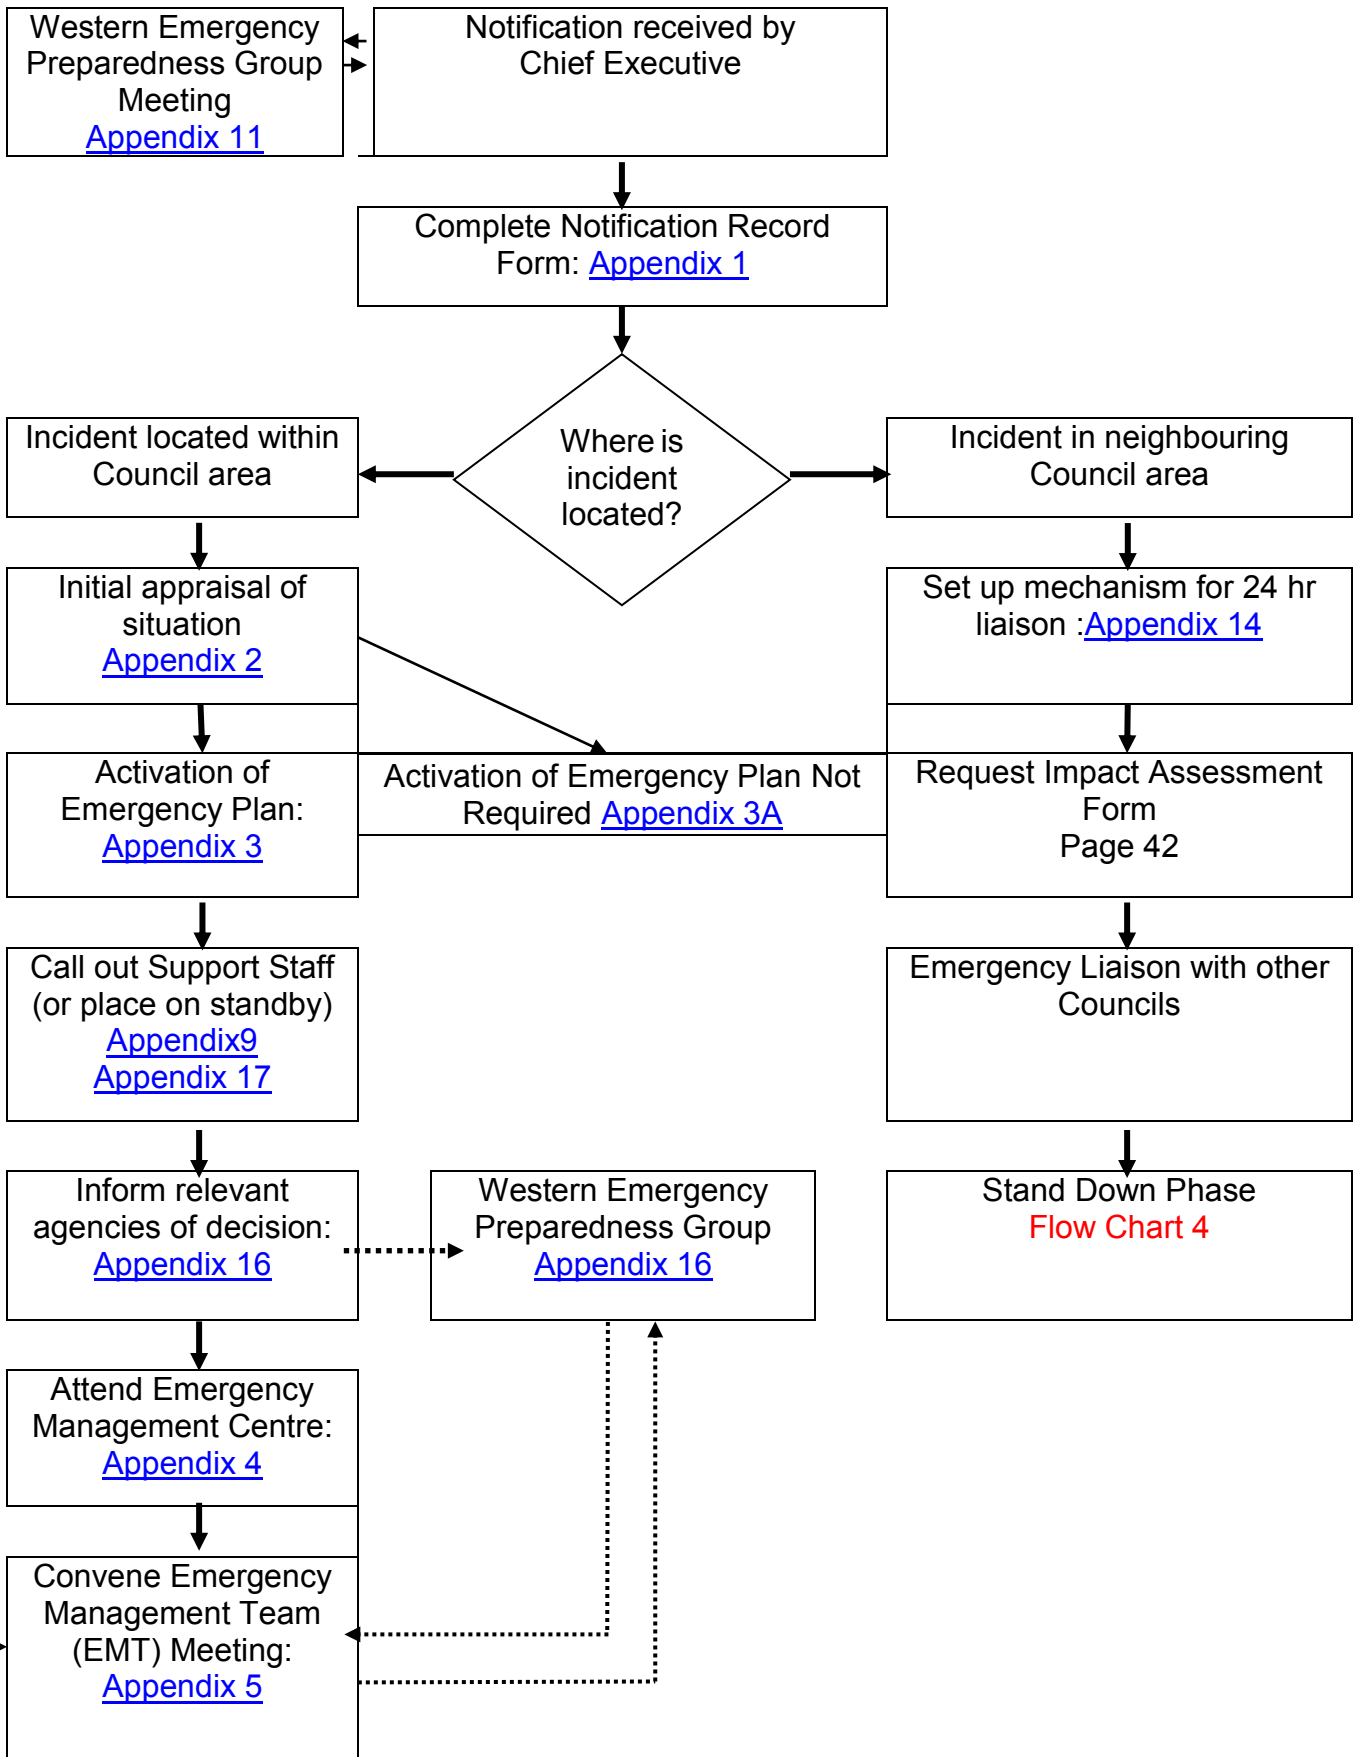 Western Emergency
Preparedness Group
Meeting
Appendix 11
Notification received by
Chief Executive
Complete Notification Record
Form: Appendix 1
Where is
incident
located?
Incident located within
Council area
Incident in neighbouring
Council area
Initial appraisal of
situation
Appendix 2
Set up mechanism for 24 hr
liaison :Appendix 14
Activation of
Emergency Plan:
Appendix 3
Activation of Emergency Plan Not
Required Appendix 3A
Request Impact Assessment
Form
Page 42
Call out Support Staff
(or place on standby)
Appendix9
Appendix 17
Emergency Liaison with other
Councils
Inform relevant
agencies of decision:
Appendix 16
Western Emergency
Preparedness Group
Appendix 16
Stand Down Phase
Flow Chart 4
Attend Emergency
Management Centre:
Appendix 4
Convene Emergency
Management Team
(EMT) Meeting:
Appendix 5